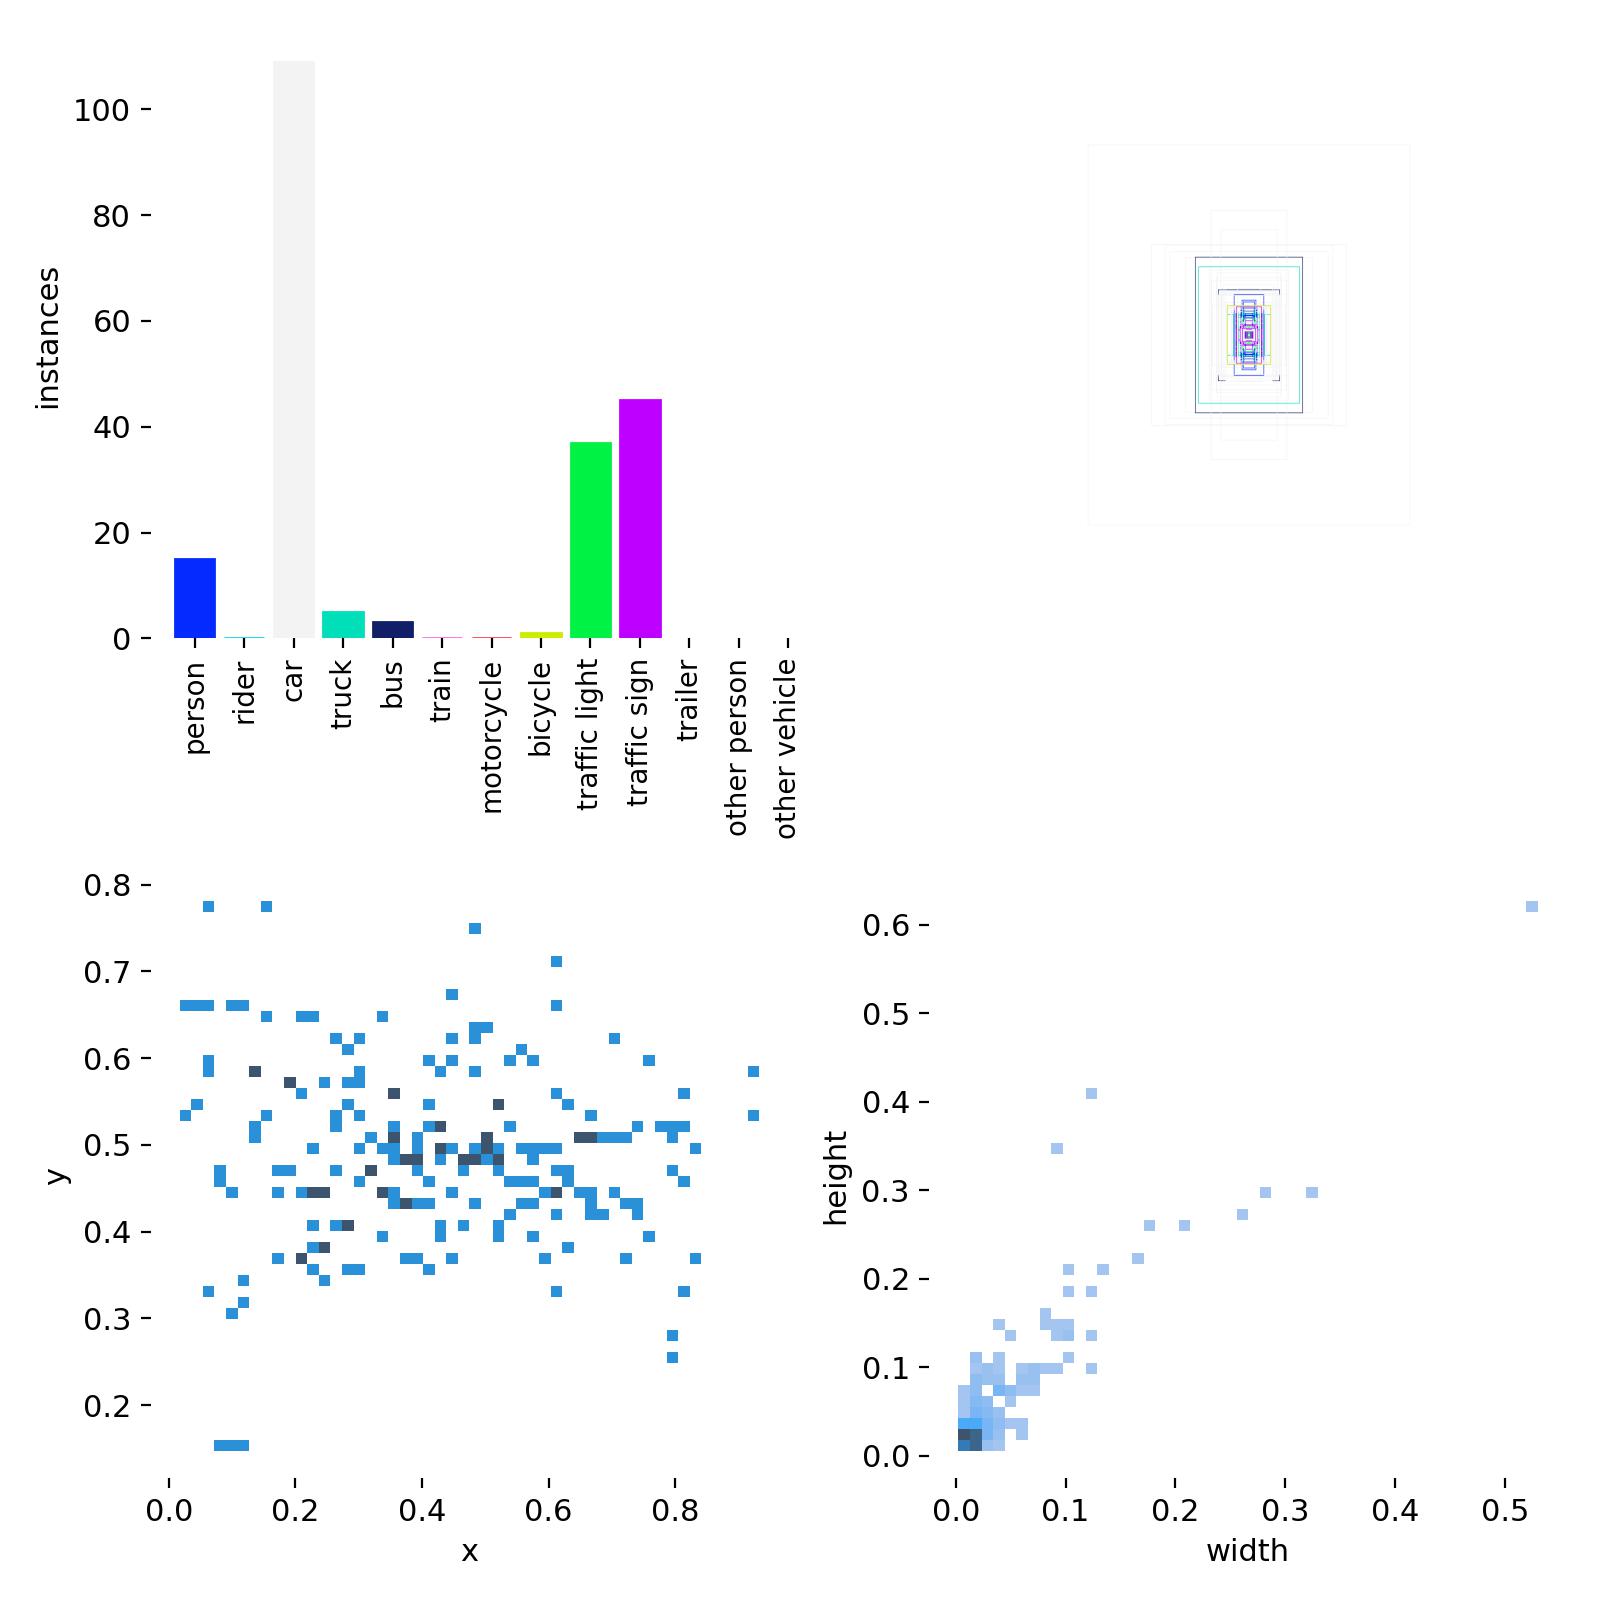 100
80
60
40
20
0
instances
person
rider
car
truck
bus
train
motorcycle
bicycle
traffic light
traffic sign
trailer
other person
other vehicle
0.8
0.7
0.6
0.5
0.4
0.3
0.2
y
0.0 0.2 0.4 0.6 0.8
x
0.6
0.5
0.4
0.3
0.2
0.1
0.0
height
0.0 0.1 0.2 0.3 0.4 0.5
width